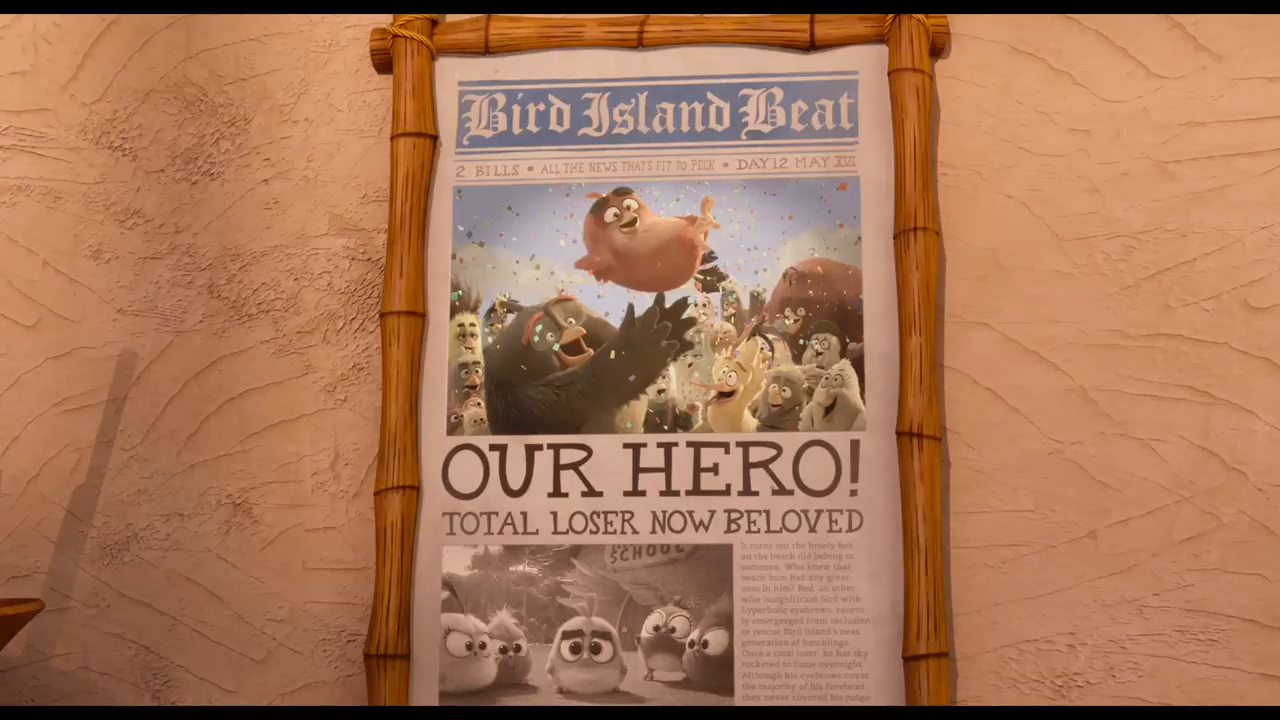 Bird Island Beat
2 BILLS • ALL THE NEWS THAT'S FIT TO PECK • DAY 12 MAY XVI
OUR HERO!
TOTAL LOSER NOW BELOVED
SCHOOL
It turns out the lonely hut
on the beach did belong to
someone. Who knew that
beach bum had any great
ness in him? Red, an other
wise insignificant bird with
hyperbolic eyebrows, recent
ly emergerged from seclusion
to rescue Bird Island's next
generation of hatchlings.
Once a total loser, he has sky
rocketed to fame overnight
Although his eyebrows cover
the majority of his forehead,
they never covered his judge